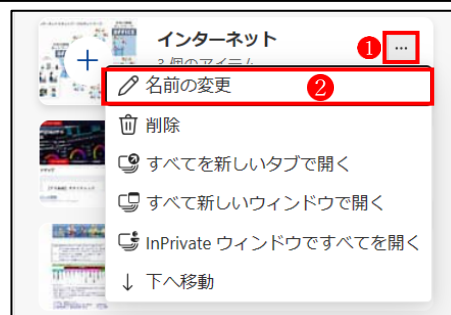 インターネット
1
…
3 個のアイテム
名前の変更
2
削除
すべてを新しいタブで開く
すべて新しいウィンドウで開く
InPrivate ウィンドウですべてを開く
下へ移動